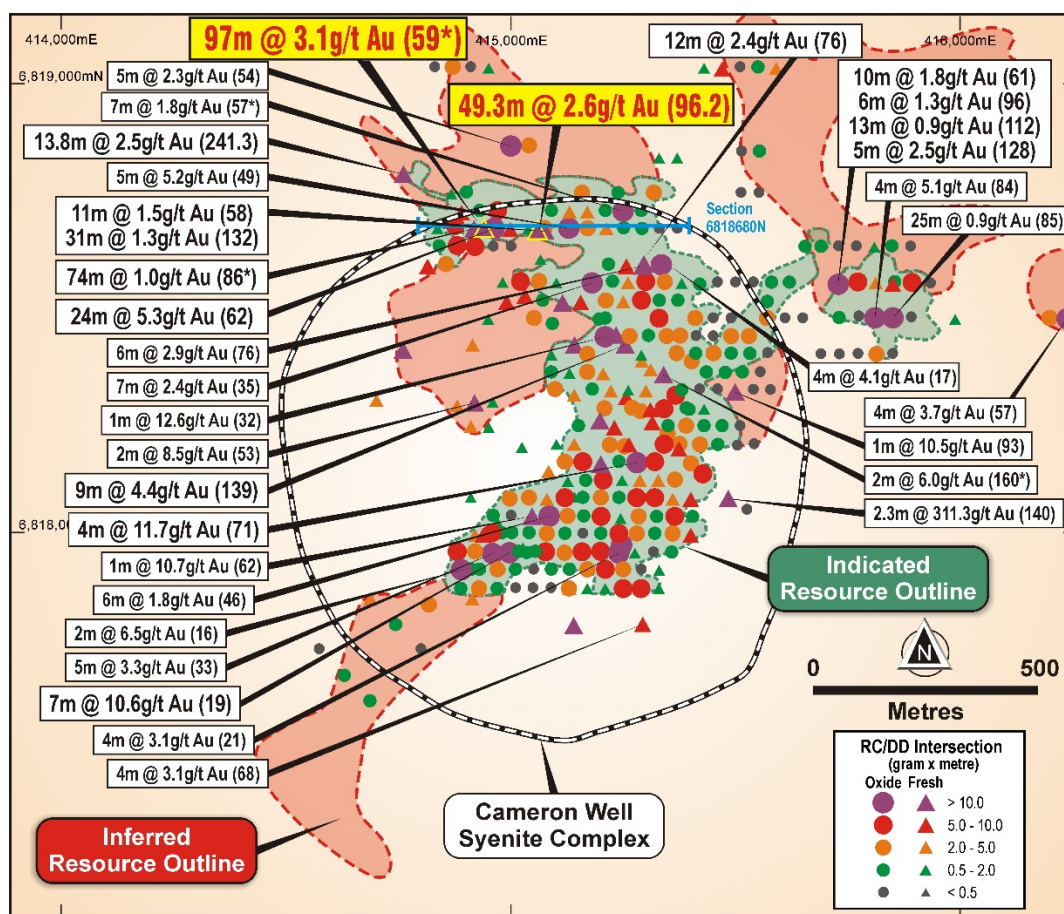 414,000mE
415,000mE
416,000mE
6,819,000mN
97m @ 3.1g/t Au (59*)
12m @ 2.4g/t Au (76)
5m @ 2.3g/t Au (54)
7m @ 1.8g/t Au (57*)
49.3m @ 2.6g/t Au (96.2)
10m @ 1.8g/t Au (61)
6m @ 1.3g/t Au (96)
13m @ 0.9g/t Au (112)
5m @ 2.5g/t Au (128)
13.8m @ 2.5g/t Au (241.3)
5m @ 5.2g/t Au (49)
4m @ 5.1g/t Au (84)
25m @ 0.9g/t Au (85)
11m @ 1.5g/t Au (58)
31m @ 1.3g/t Au (132)
Section
6818680N
74m @ 1.0g/t Au (86*)
24m @ 5.3g/t Au (62)
6m @ 2.9g/t Au (76)
7m @ 2.4g/t Au (35)
4m @ 4.1g/t Au (17)
1m @ 12.6g/t Au (32)
4m @ 3.7g/t Au (57)
2m @ 8.5g/t Au (53)
1m @ 10.5g/t Au (93)
9m @ 4.4g/t Au (139)
2m @ 6.0g/t Au (160*)
2.3m @ 311.3g/t Au (140)
6,818,000mN
4m @ 11.7g/t Au (71)
1m @ 10.7g/t Au (62)
6m @ 1.8g/t Au (46)
Indicated
Resource Outline
2m @ 6.5g/t Au (16)
5m @ 3.3g/t Au (33)
7m @ 10.6g/t Au (19)
4m @ 3.1g/t Au (21)
4m @ 3.1g/t Au (68)
N
0 500
Metres
RC/DD Intersection
(gram x metre)
Oxide Fresh
> 10.0
5.0 - 10.0
2.0 - 5.0
0.5 - 2.0
< 0.5
Cameron Well
Syenite Complex
Inferred
Resource Outline